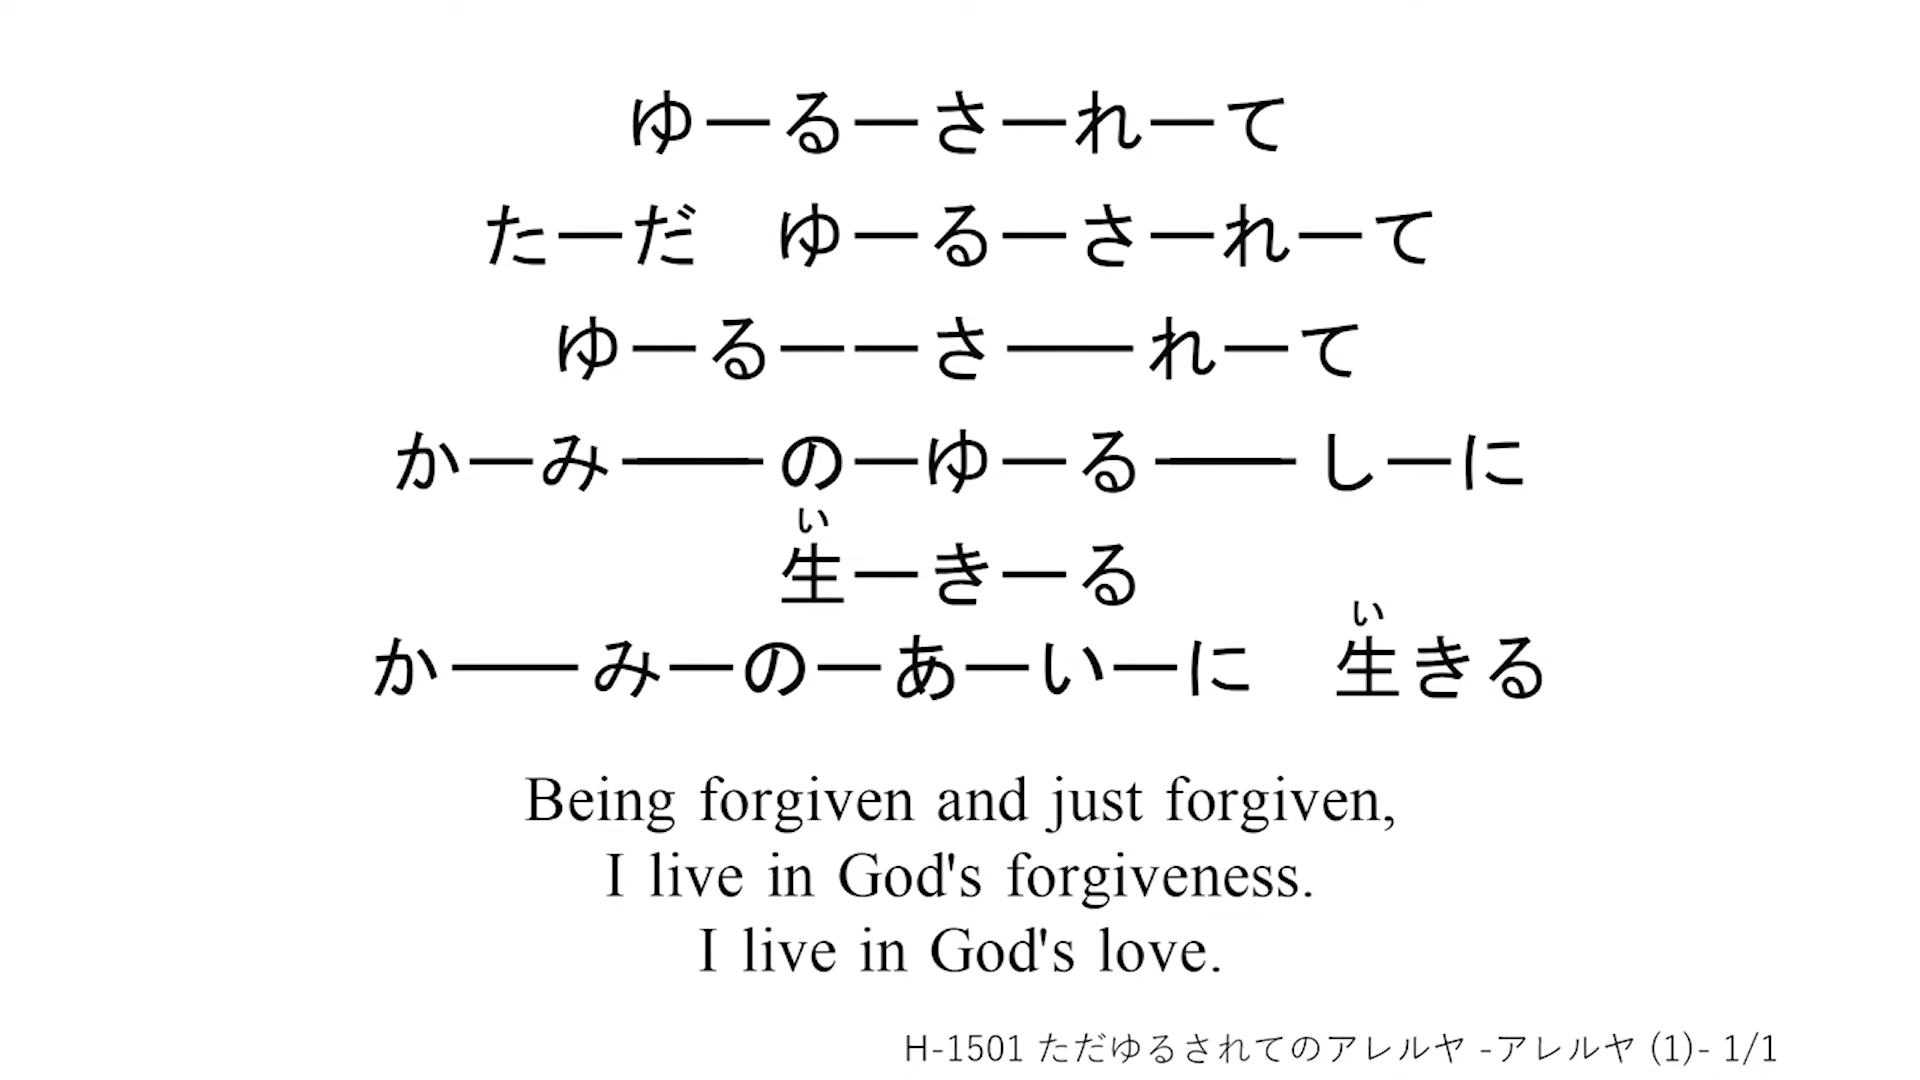 ゆーるーさーれーて
たーだ　ゆーるーさーれーて
ゆーるーーさ――れーて
かーみ――のーゆーる――しーに
い
生ーきーる
い
か――みーのーあーいーに　生きる
Being forgiven and just forgiven,
I live in God's forgiveness.
I live in God's love.
H-1501 ただゆるされてのアレルヤ -アレルヤ (1)- 1/1